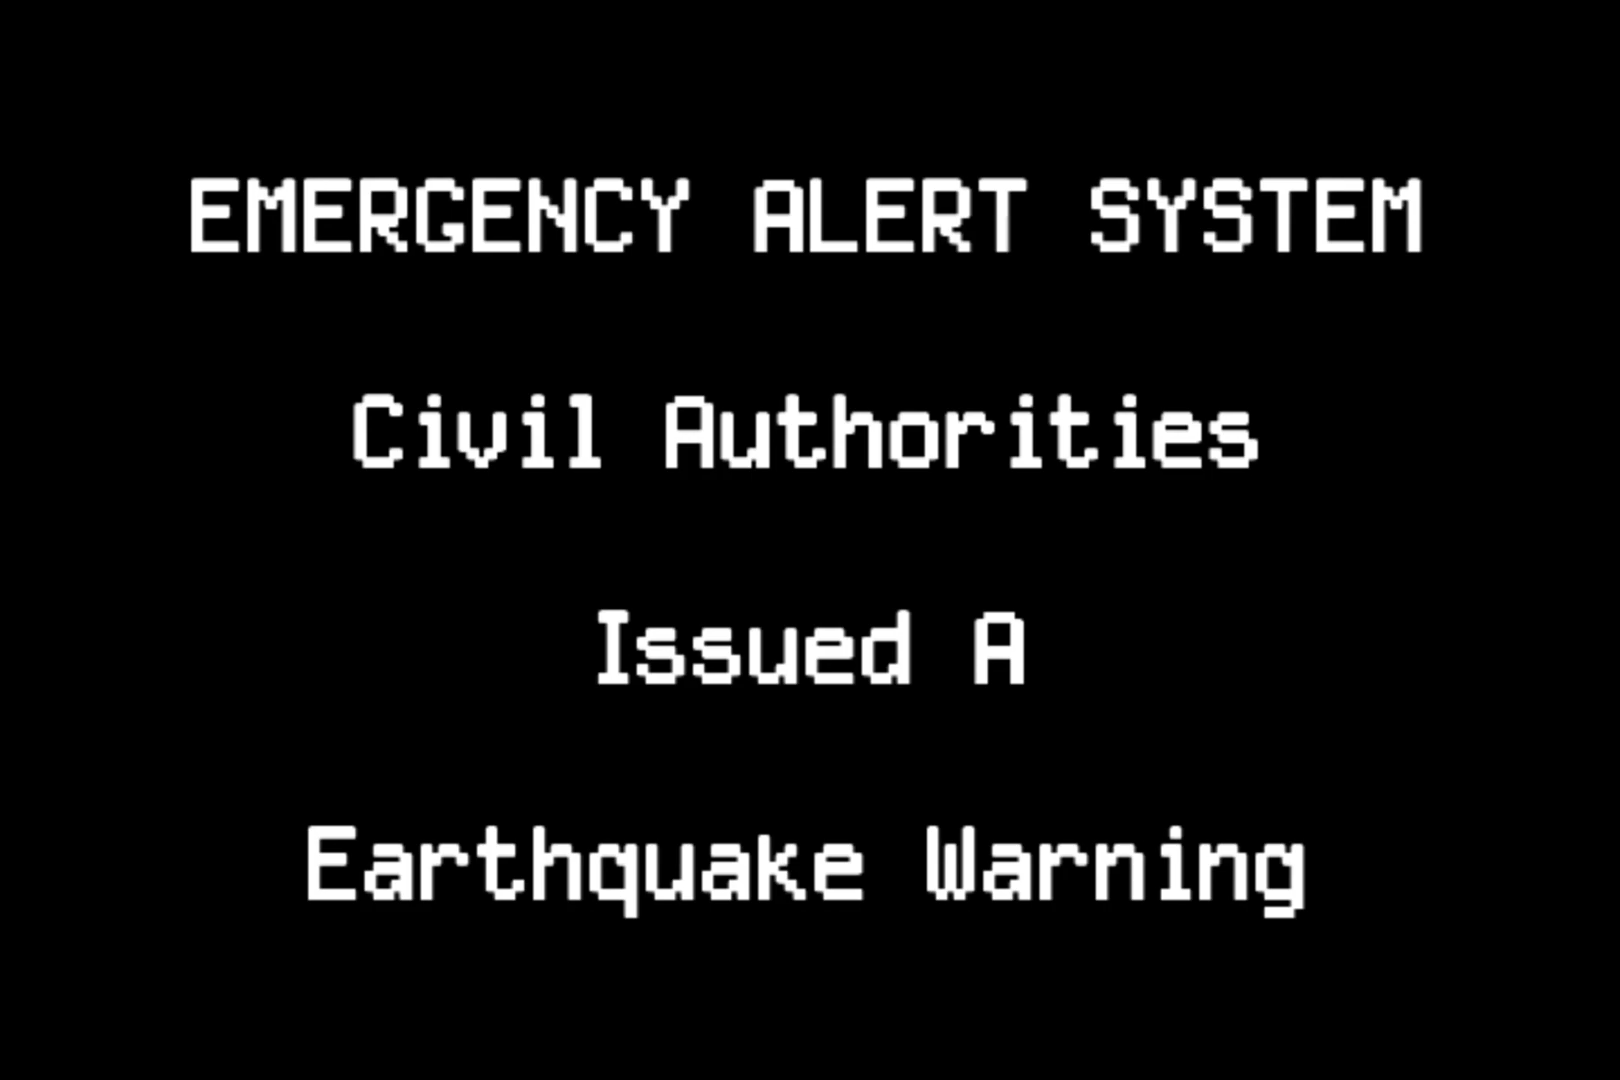 EMERGENCY ALERT SYSTEM
Civil Authorities
Issued A
Earthquake Warning